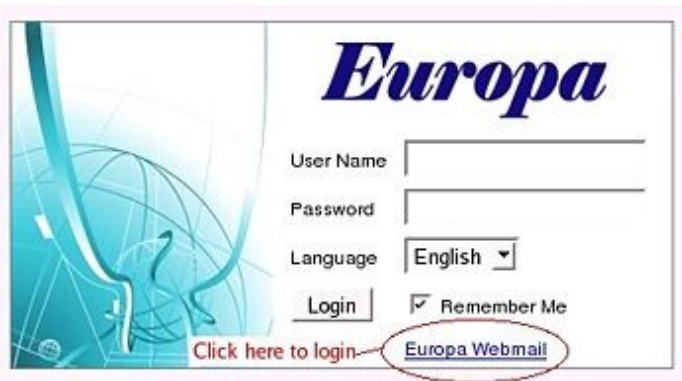 Europa
User Name
Password
Language English
Login Remember Me
Click here to login Europa Webmail